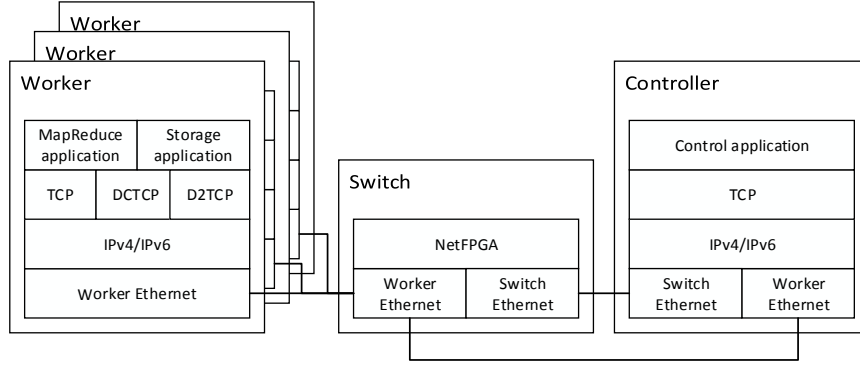 Worker
Worker
Worker
MapReduce
application
Storage
application
TCP
DCTCP
D2TCP
IPv4/IPv6
Worker Ethernet
Switch
NetFPGA
Worker
Ethernet
Switch
Ethernet
Controller
Control application
TCP
IPv4/IPv6
Switch
Ethernet
Worker
Ethernet